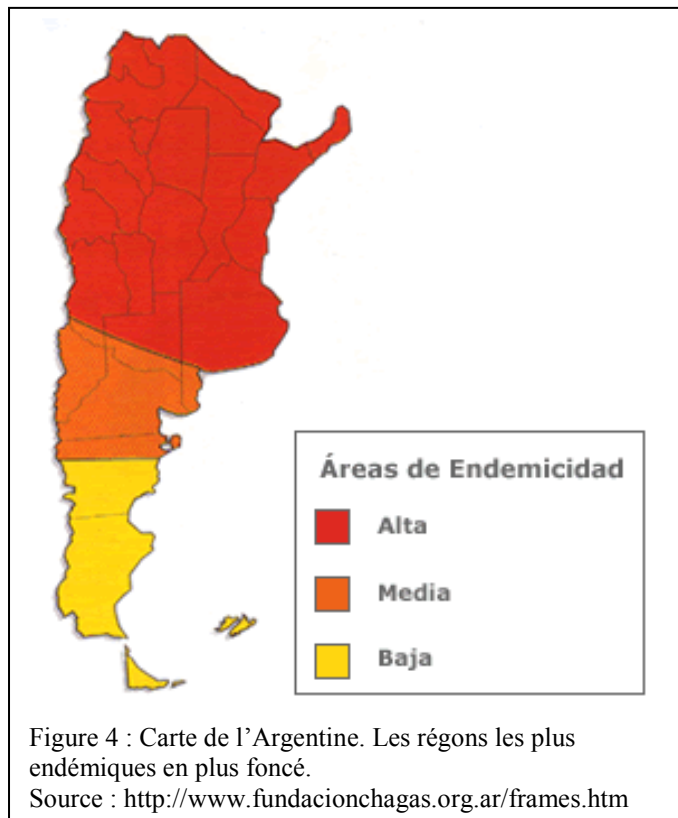 Áreas de Endemicidad
Alta
Media
Baja
Figure 4 : Carte de l’Argentine. Les régons les plus
endémiques en plus foncé.
Source : http://www.fundacionchagas.org.ar/frames.htm